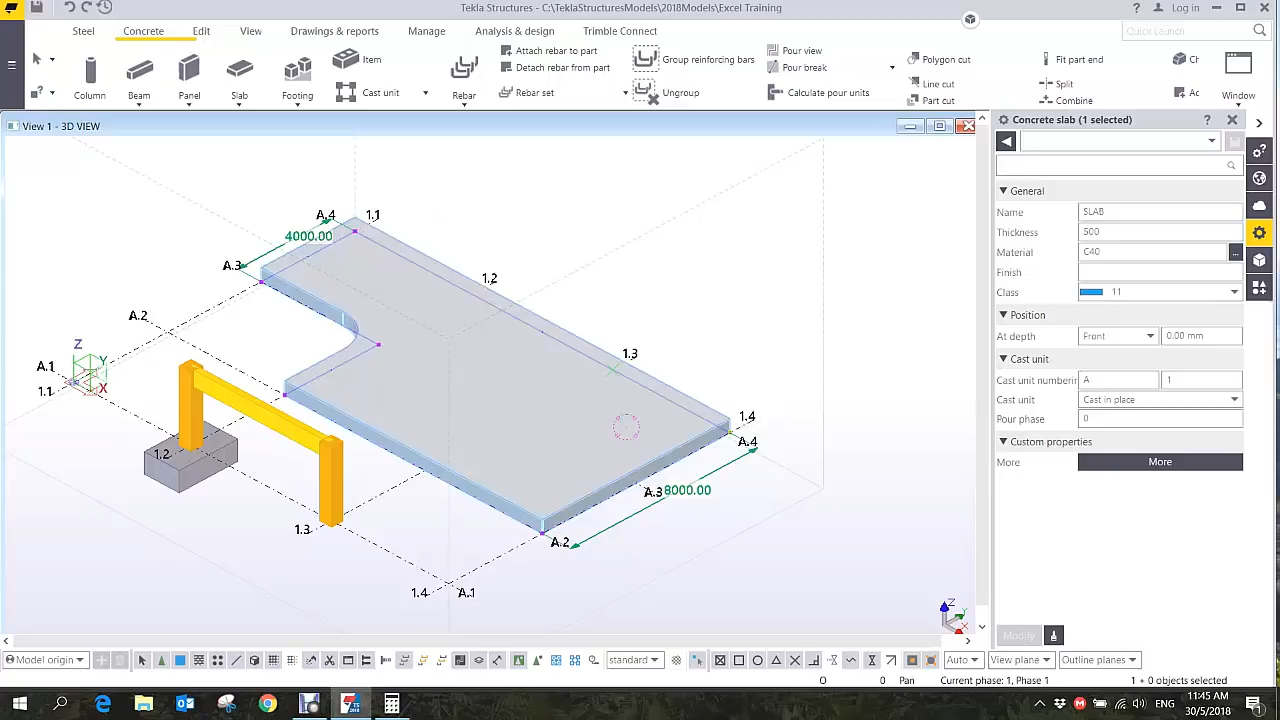 Tekla Structures - C:\TeklaStructuresModels\2018Models\Excel Training
? Log in
Steel Concrete Edit View Drawings & reports Manage Analysis & design Trimble Connect
Quick Launch
Column
Beam
Panel
Slab
Footing
Item
Cast unit
Rebar
Attach rebar to part
Detach rebar from part
Rebar set
Group reinforcing bars
Ungroup
Pour view
Pour break
Calculate pour units
Polygon cut
Line cut
Part cut
Fit part end
Split
Combine
Ch
Ac
Window
View 1 - 3D VIEW
A.4 1.1
4000.00
A.3
1.2
A.2
1.3
Z
Y
A.1
X
1.1
1.4
A.4
1.2
A.3 8000.00
1.3
A.2
1.4 A.1
Z
Y
X
Concrete slab (1 selected) ?
General
Name SLAB
Thickness 500
Material C40 ...
Finish
Class 11
Position
At depth Front 0.00 mm
Cast unit
Cast unit numberin A 1
Cast unit Cast in place
Pour phase 0
Custom properties
More More
Modify
Model origin
standard
Auto
View plane
Outline planes
O 0 Pan Current phase: 1, Phase 1 1 + 0 objects selected
ENG
11:45 AM
30/5/2018